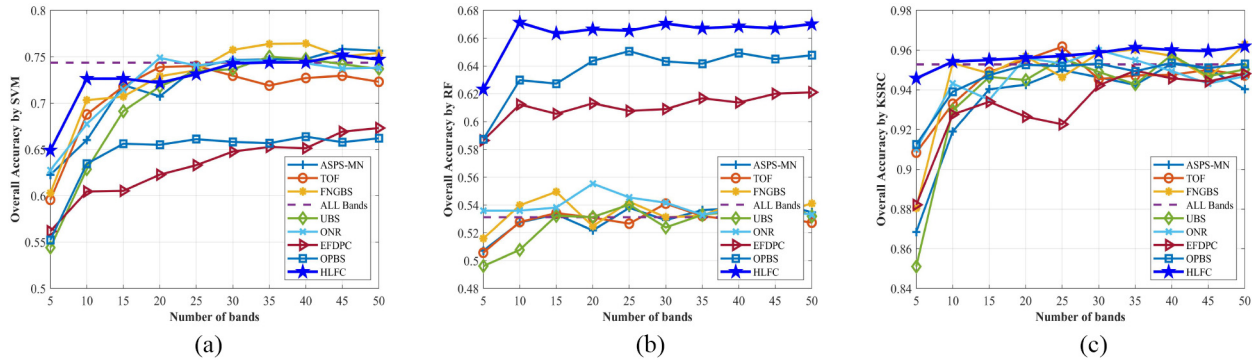 Overall Accuracy by SVM
0.8
0.75
0.7
0.65
0.6
0.55
0.5
5 10 15 20 25 30 35 40 45 50
Number of bands
ASPS-MN
TOF
FNGBS
ALL Bands
UBS
ONR
EFDPC
OPBS
HLFC
(a)
Overall Accuracy by RF
0.68
0.66
0.64
0.62
0.6
0.58
0.56
0.54
0.52
0.5
0.48
5 10 15 20 25 30 35 40 45 50
Number of bands
ASPS-MN
TOF
FNGBS
ALL Bands
UBS
ONR
EFDPC
OPBS
HLFC
(b)
Overall Accuracy by KSRC
0.98
0.96
0.94
0.92
0.9
0.88
0.86
0.84
5 10 15 20 25 30 35 40 45 50
Number of bands
ASPS-MN
TOF
FNGBS
ALL Bands
UBS
ONR
EFDPC
OPBS
HLFC
(c)